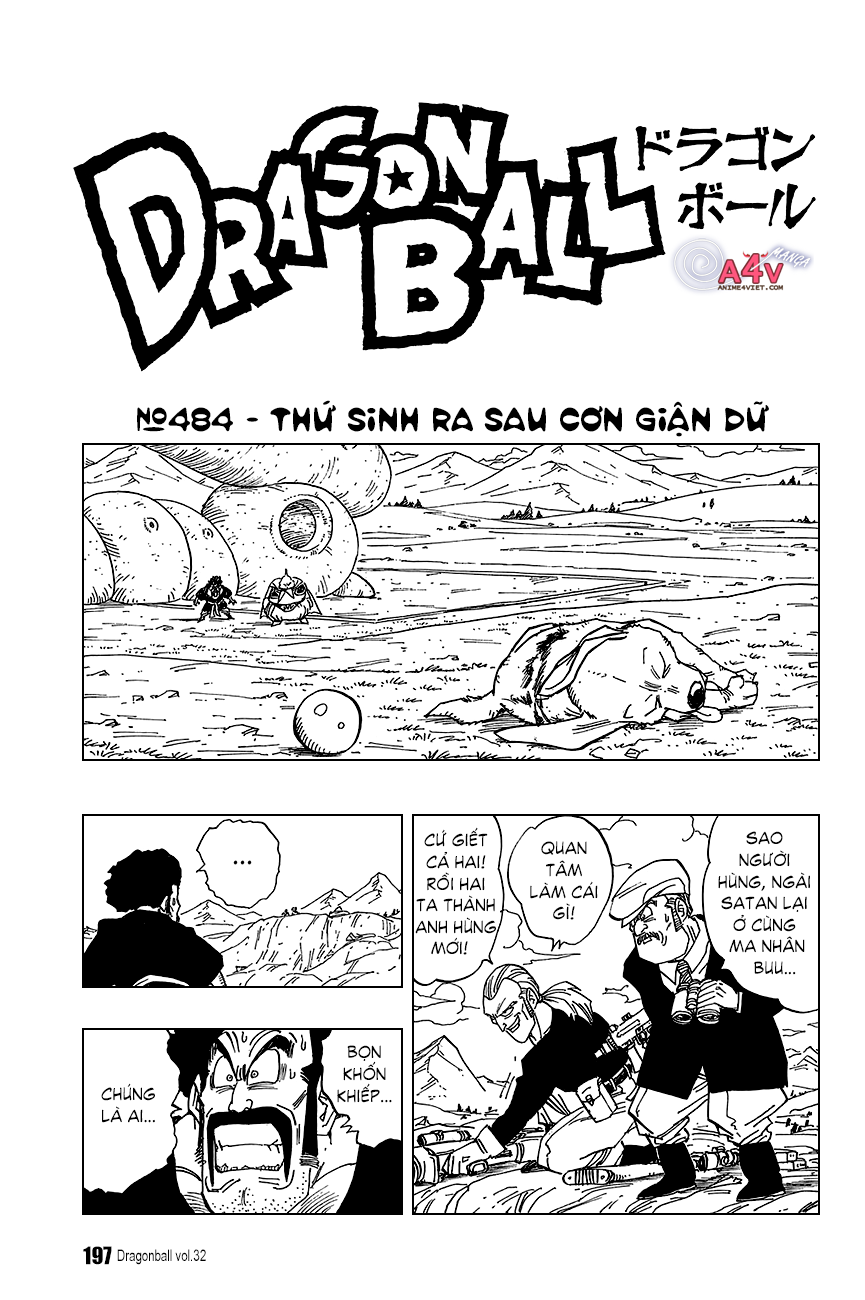 DRAGON BALL
ドラゴン
ボール
A4V
MANGA
ANIME4VIET.COM
№484 - THỨ SINH RA SAU CƠN GIẬN DỮ
SAO
NGƯỜI
HÙNG, NGÀI
SATAN LẠI
Ở CÙNG
MA NHÂN
BUU...
QUAN
TÂM
LÀM CÁI
GÌ!
CỨ GIẾT
CẢ HAI!
RỒI HAI
TA THÀNH
ANH HÙNG
MỚI!
...
BỌN
KHỐN
KHIẾP...
CHÚNG
LÀ AI...
197 Dragonball vol.32